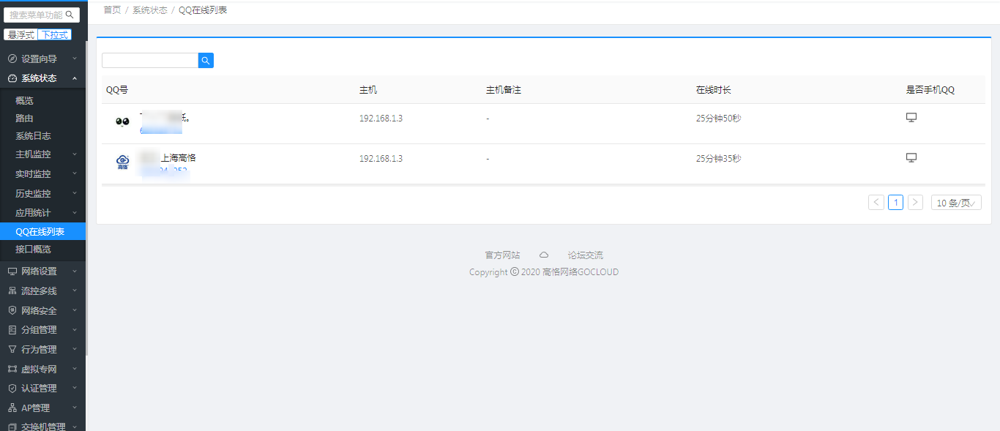 搜索菜单功能
悬浮式 下拉式
设置向导
系统状态
概览
路由
系统日志
主机监控
实时监控
历史监控
应用统计
QQ在线列表
接口概览
网络设置
流控多线
网络安全
分组管理
行为管理
虚拟专网
认证管理
AP管理
交换机管理
首页 / 系统状态 / QQ在线列表
QQ号 主机 主机备注 在线时长 是否手机QQ
192.168.1.3 - 25分钟50秒
上海高恪 192.168.1.3 - 25分钟35秒
高恪
< 1 > 10 条/页
官方网站 论坛交流
Copyright © 2020 高恪网络GOCLOUD